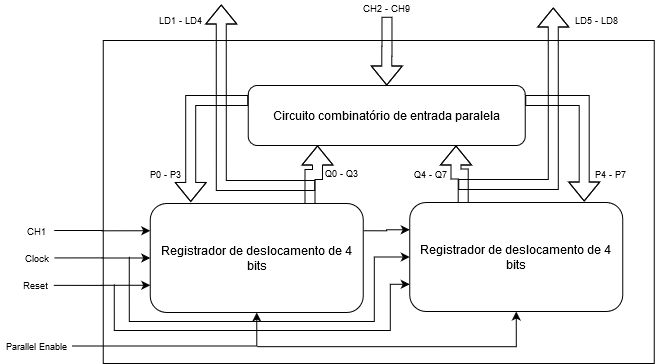 LD1 - LD4
CH2 - CH9
LD5 - LD8
Circuito combinatório de entrada paralela
P0 - P3
Q0 - Q3
Q4 - Q7
P4 - P7
CH1
Registrador de deslocamento de 4
bits
Registrador de deslocamento de 4
bits
Clock
Reset
Parallel Enable